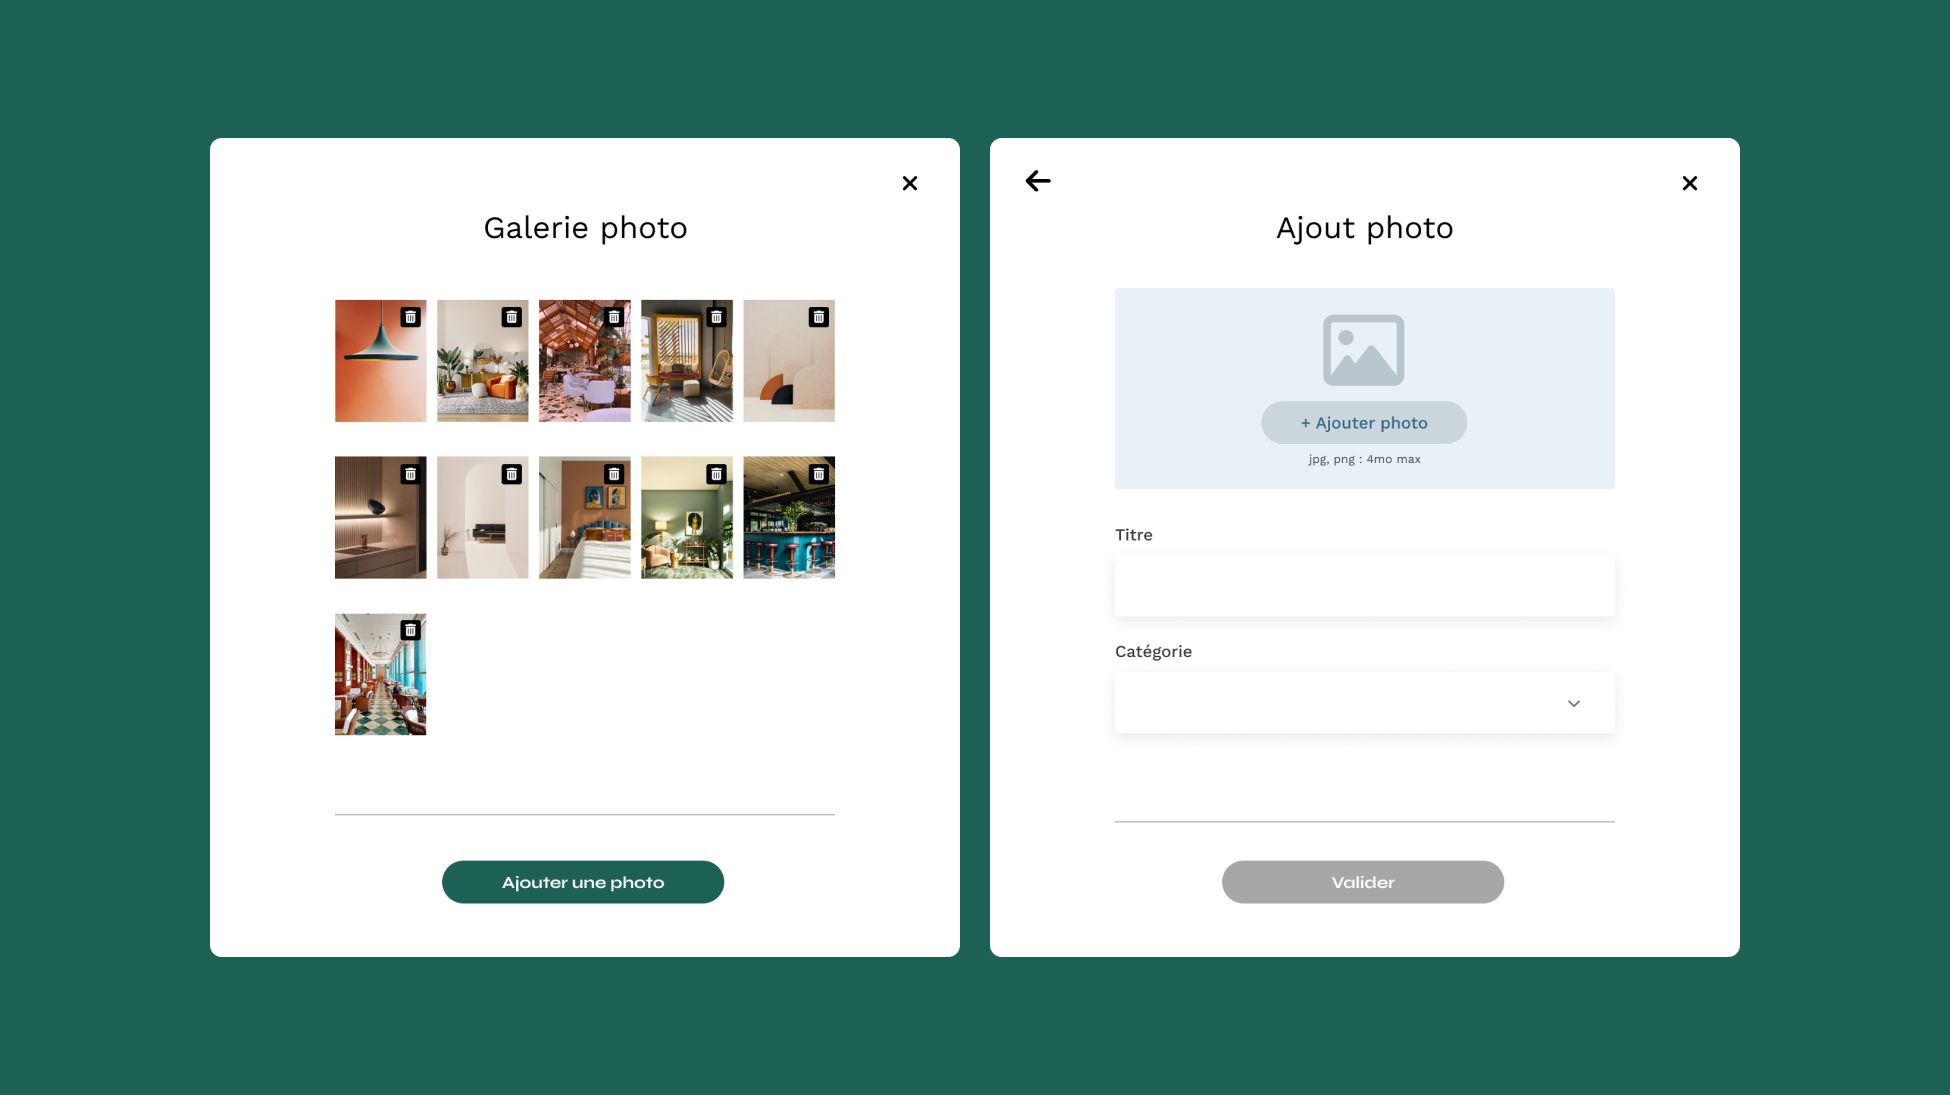 Galerie photo
Ajouter une photo
Ajout photo
+ Ajouter photo
jpg, png : 4mo max
Titre
Catégorie
Valider